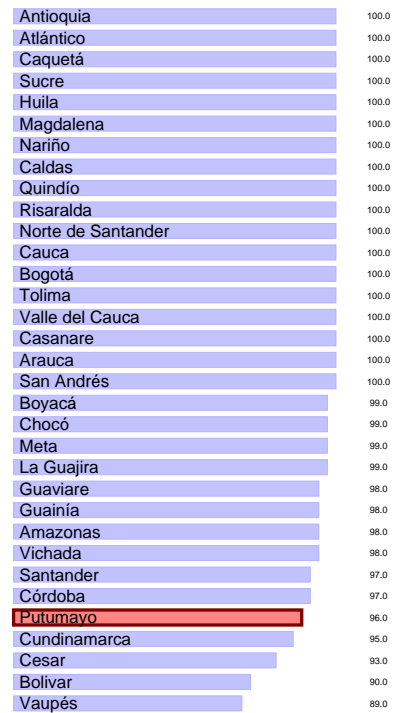 Antioquia 100.0
Atlántico 100.0
Caquetá 100.0
Sucre 100.0
Huila 100.0
Magdalena 100.0
Nariño 100.0
Caldas 100.0
Quindío 100.0
Risaralda 100.0
Norte de Santander 100.0
Cauca 100.0
Bogotá 100.0
Tolima 100.0
Valle del Cauca 100.0
Casanare 100.0
Arauca 100.0
San Andrés 100.0
Boyacá 99.0
Chocó 99.0
Meta 99.0
La Guajira 99.0
Guaviare 98.0
Guainía 98.0
Amazonas 98.0
Vichada 98.0
Santander 97.0
Córdoba 97.0
Putumayo 96.0
Cundinamarca 95.0
Cesar 93.0
Bolivar 90.0
Vaupés 89.0